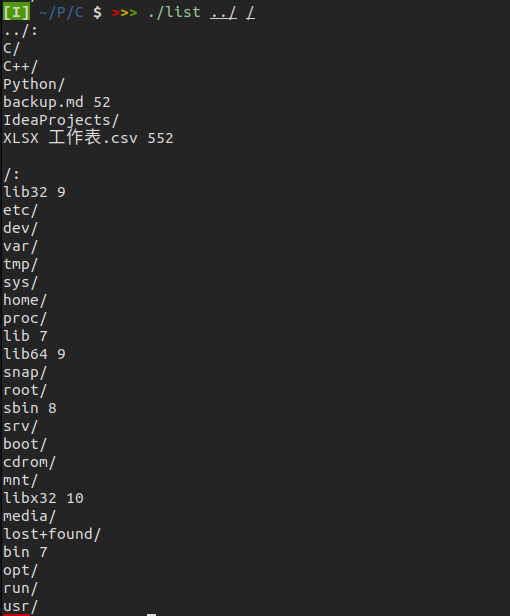 [I] ~/P/C $ >>> ./list ../ /
../:
C/
C++/
Python/
backup.md 52
IdeaProjects/
XLSX 工作表.csv 552
/:
lib32 9
etc/
dev/
var/
tmp/
sys/
home/
proc/
lib 7
lib64 9
snap/
root/
sbin 8
srv/
boot/
cdrom/
mnt/
libx32 10
media/
lost+found/
bin 7
opt/
run/
usr/